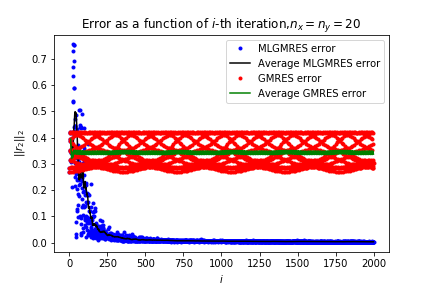 Error as a function of i-th iteration,n_x = n_y = 20
MLGMRES error
Average MLGMRES error
GMRES error
Average GMRES error
||r_2||_2
0.7
0.6
0.5
0.4
0.3
0.2
0.1
0.0
0 250 500 750 1000 1250 1500 1750 2000
i